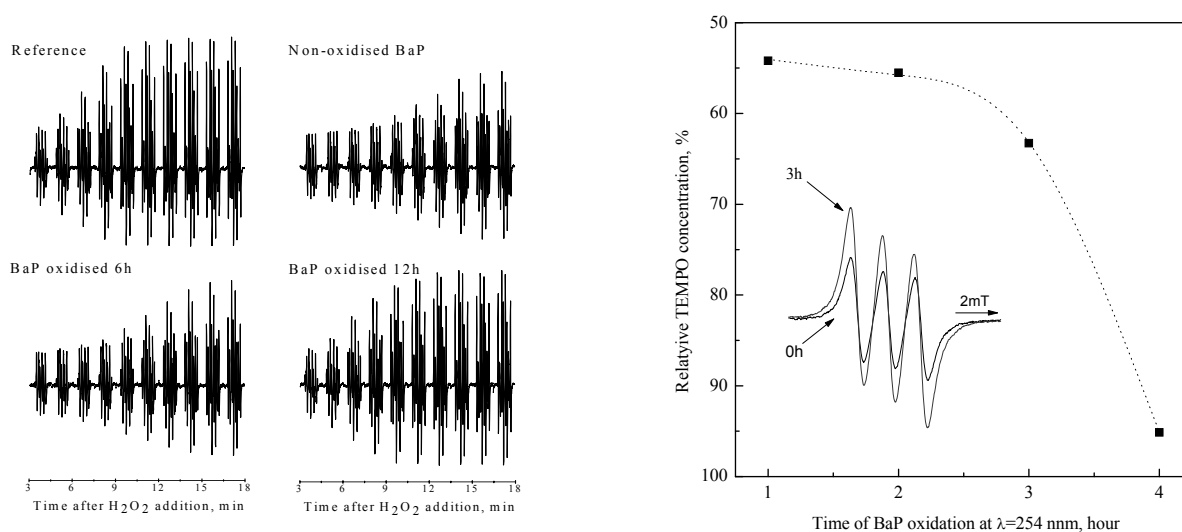 Reference
Non-oxidised BaP
BaP oxidised 6h
BaP oxidised 12h
3 6 9 12 15 18
Time after H₂O₂ addition, min
3 6 9 12 15 18
Time after H₂O₂ addition, min
50
60
70
80
90
100
Relatyive TEMPO concentration, %
3h
2mT
0h
1 2 3 4
Time of BaP oxidation at λ=254 nnm, hour